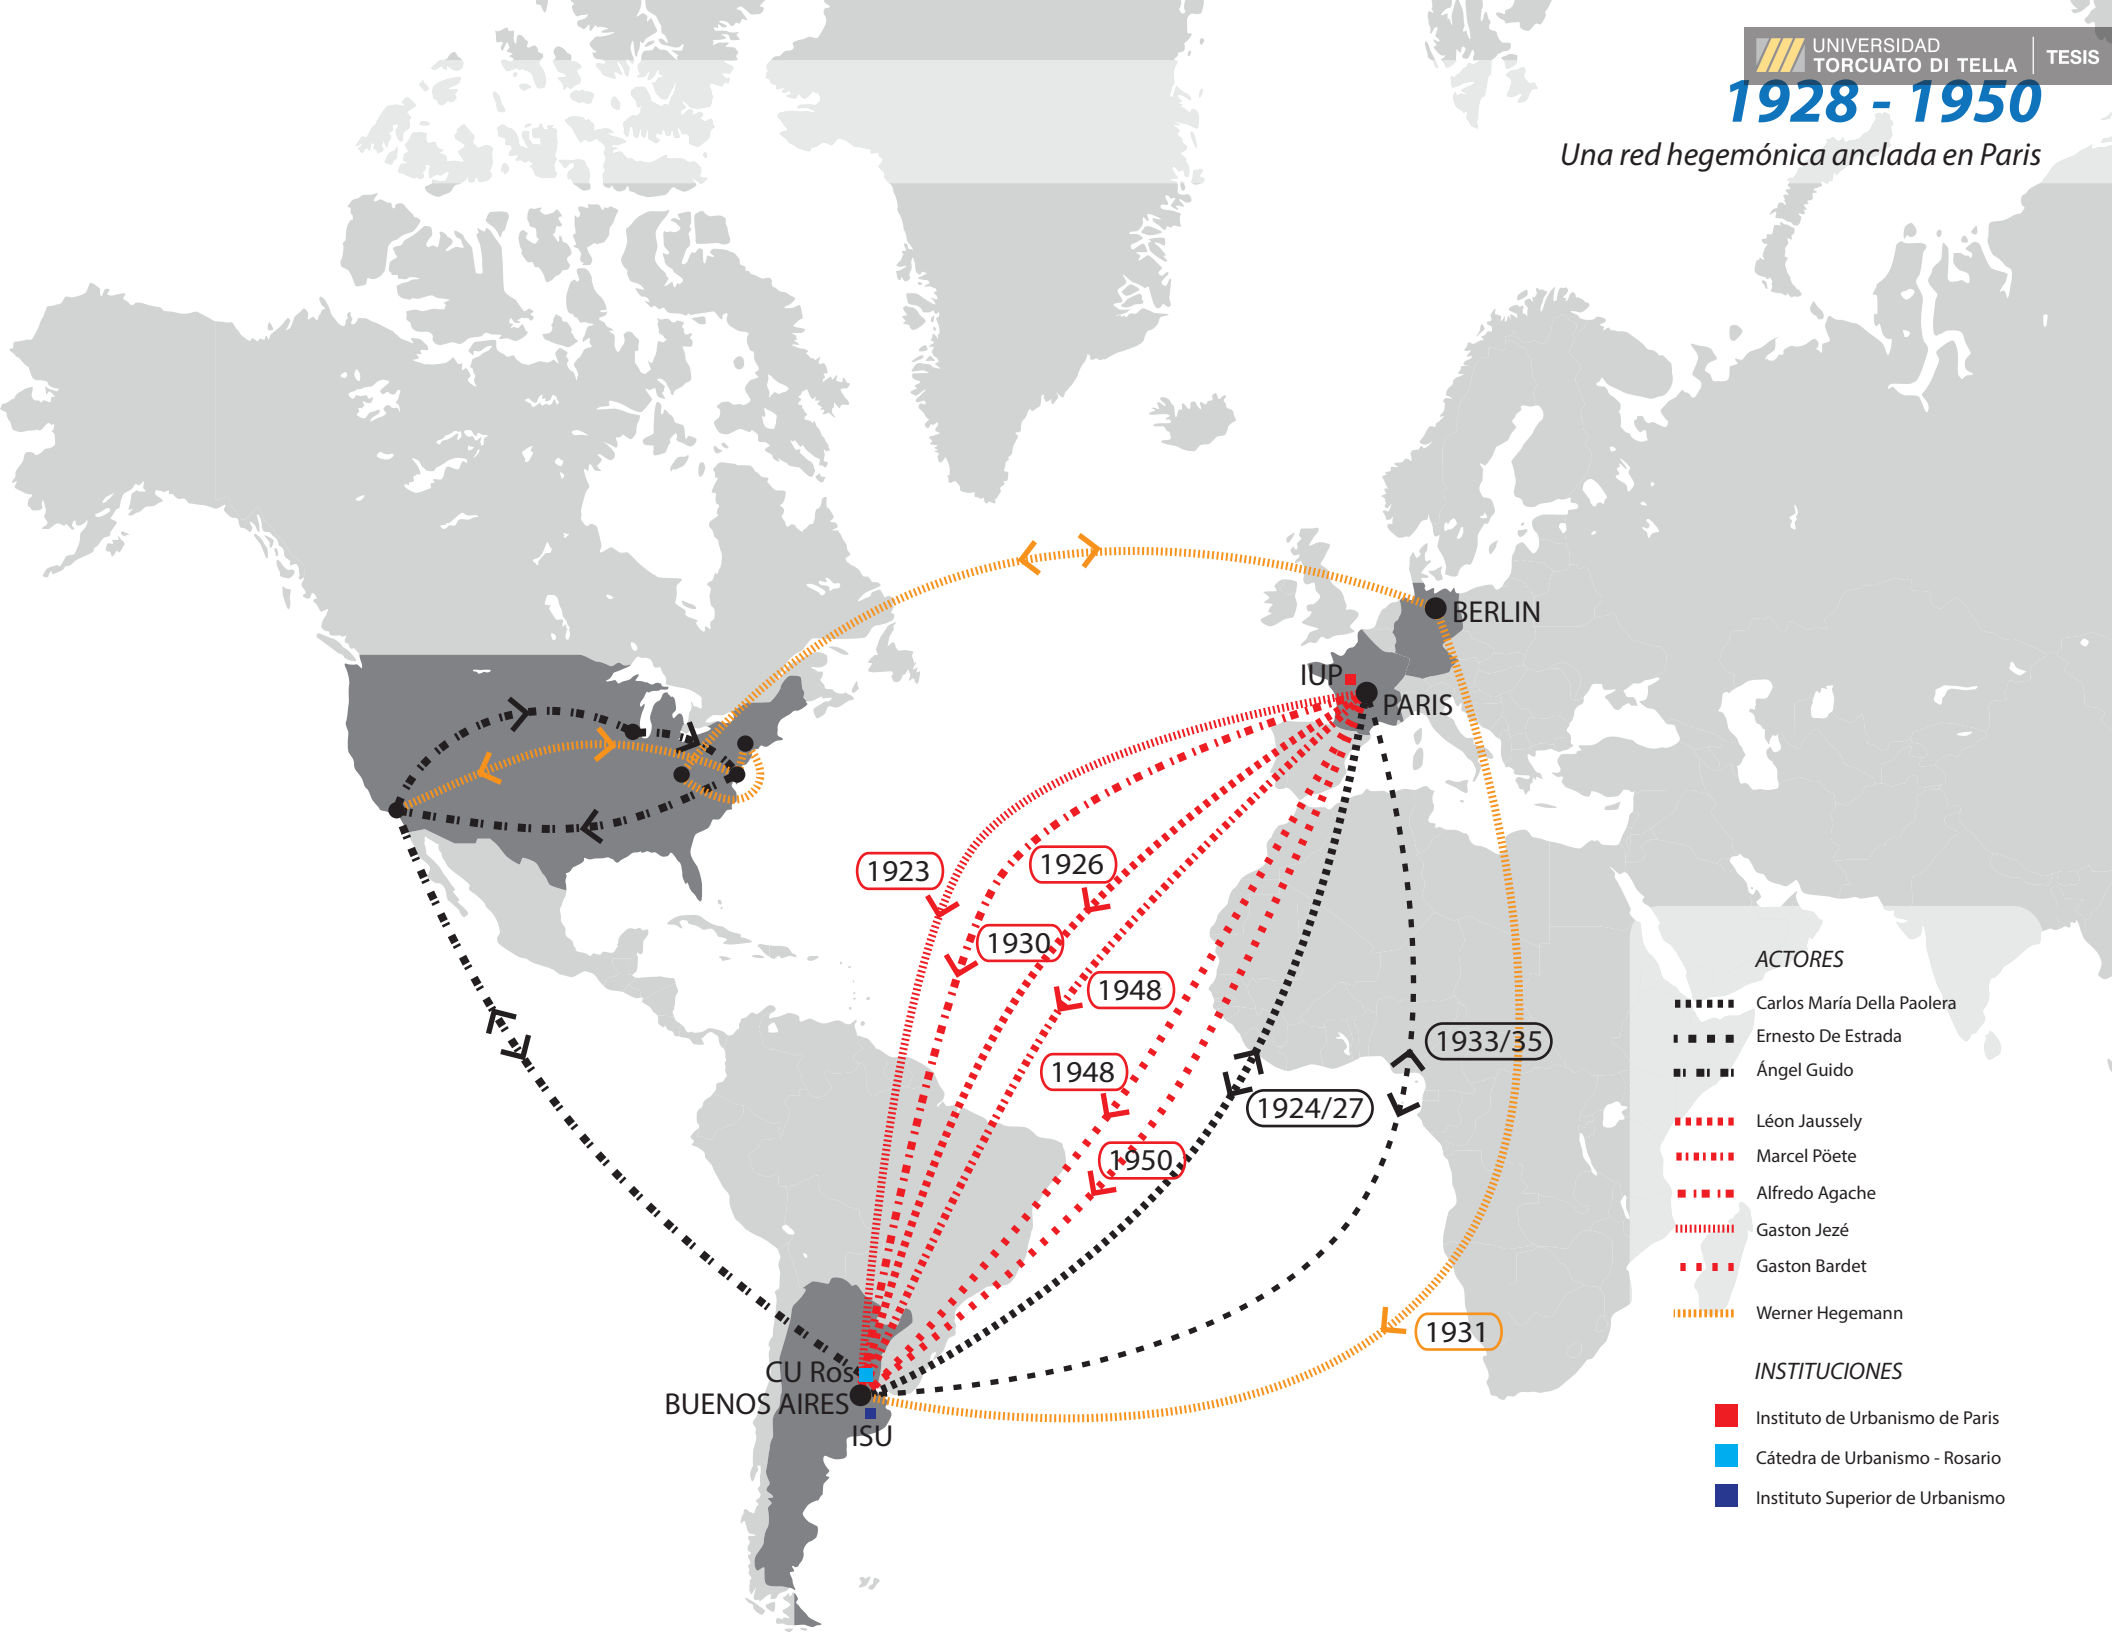 UNIVERSIDAD
TORCUATO DI TELLA
TESIS
1928 - 1950
Una red hegemónica anclada en Paris
BERLIN
IUP
PARIS
1923
1926
1930
1948
1948
1933/35
1924/27
1950
1931
CU Ros
BUENOS AIRES
ISU
ACTORES
Carlos María Della Paolera
Ernesto De Estrada
Ángel Guido
Léon Jaussely
Marcel Pöete
Alfredo Agache
Gaston Jezé
Gaston Bardet
Werner Hegemann
INSTITUCIONES
Instituto de Urbanismo de Paris
Cátedra de Urbanismo - Rosario
Instituto Superior de Urbanismo